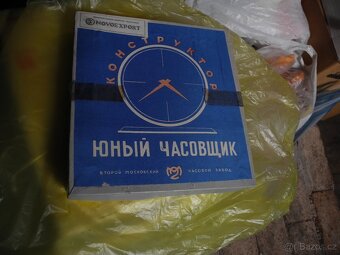 NOVOEXPORT
КОНСТРУКТОР
ЮНЫЙ ЧАСОВЩИК
ВТОРОЙ МОСКОВСКИЙ ЧАСОВОЙ ЗАВОД
Bazos.cz